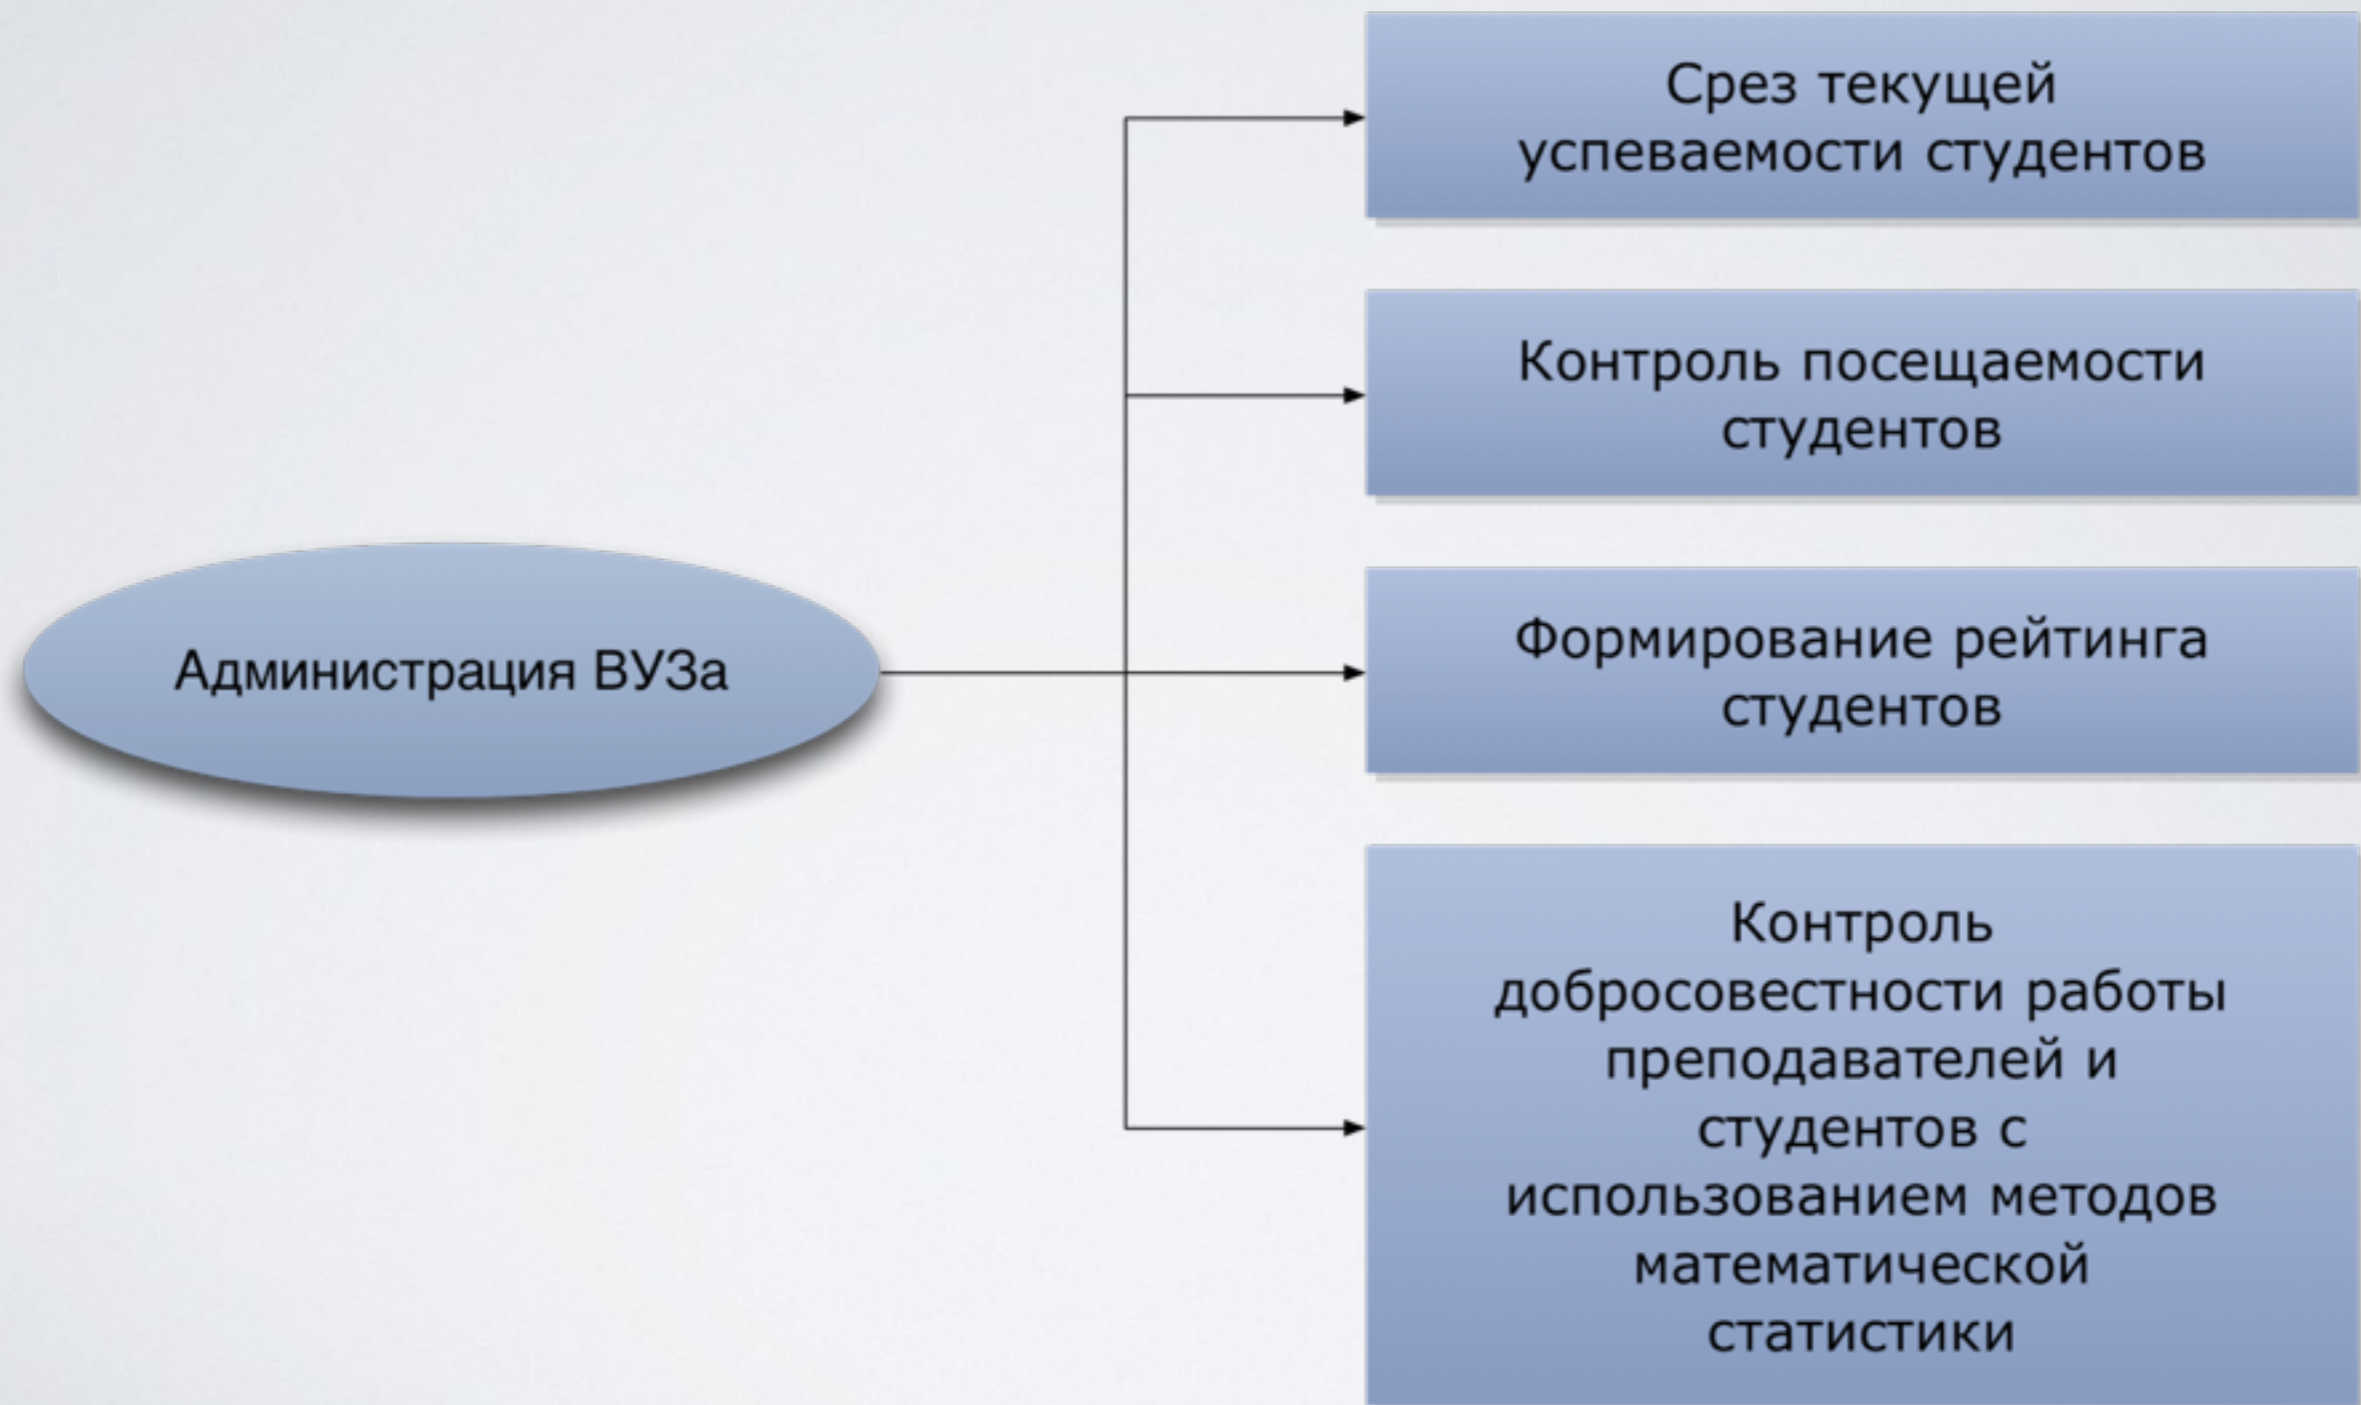 Срез текущей
успеваемости студентов
Контроль посещаемости
студентов
Администрация ВУЗа
Формирование рейтинга
студентов
Контроль
добросовестности работы
преподавателей и
студентов с
использованием методов
математической
статистики